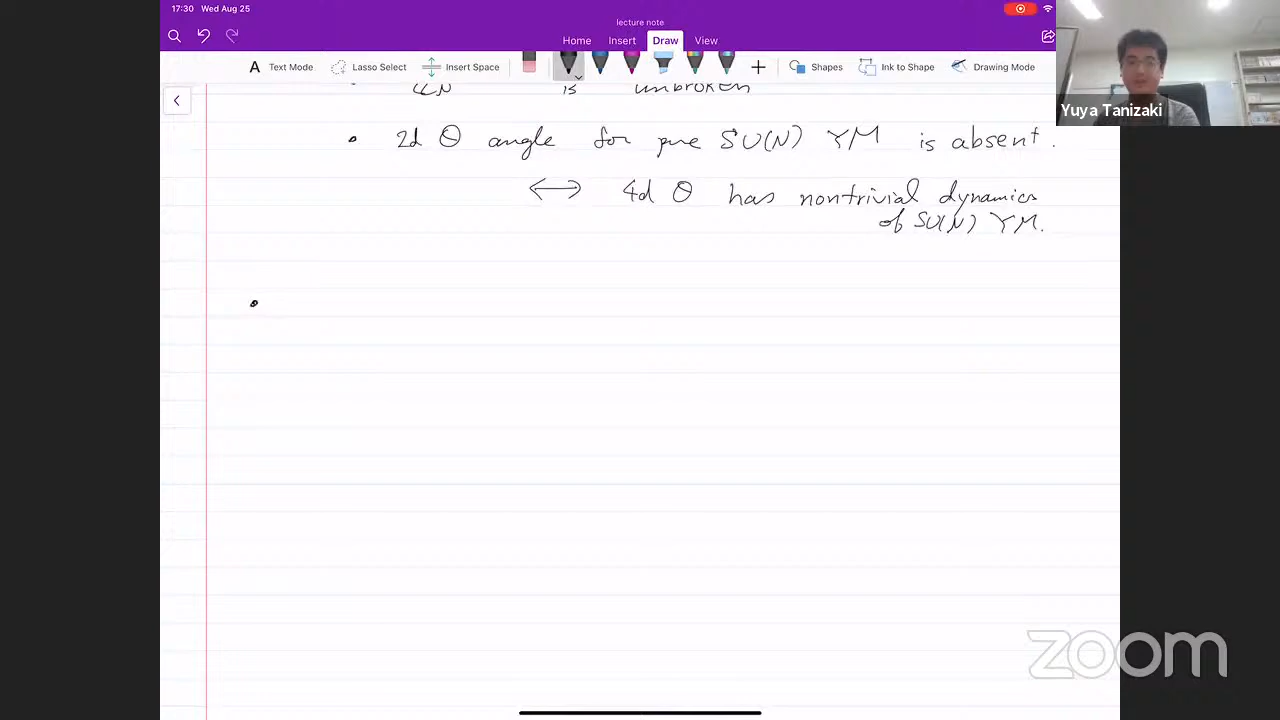 17:30 Wed Aug 25
lecture note
Home Insert Draw View
Text Mode Lasso Select Insert Space Shapes Ink to Shape Drawing Mode
Yuya Tanizaki
is unbroken
• 2d θ angle for pure SU(N) YM is absent.
⟷ 4d θ has nontrivial dynamics
of SU(N) YM.
•
zoom